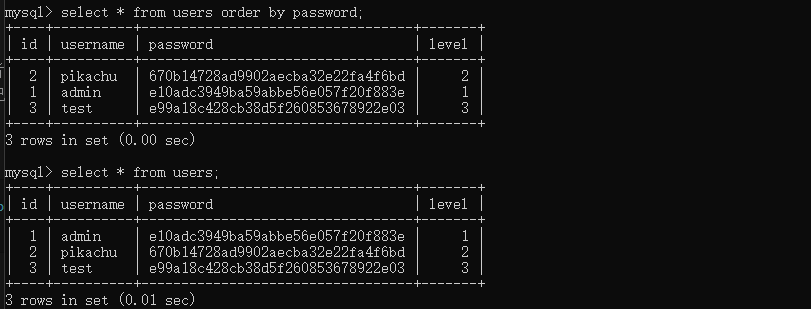 mysql> select * from users order by password;
+----+----------+----------------------------------+-------+
| id | username | password                         | level |
+----+----------+----------------------------------+-------+
|  2 | pikachu  | 670b14728ad9902aecba32e22fa4f6bd |     2 |
|  1 | admin    | e10adc3949ba59abbe56e057f20f883e |     1 |
|  3 | test     | e99a18c428cb38d5f260853678922e03 |     3 |
+----+----------+----------------------------------+-------+
3 rows in set (0.00 sec)
mysql> select * from users;
+----+----------+----------------------------------+-------+
| id | username | password                         | level |
+----+----------+----------------------------------+-------+
|  1 | admin    | e10adc3949ba59abbe56e057f20f883e |     1 |
|  2 | pikachu  | 670b14728ad9902aecba32e22fa4f6bd |     2 |
|  3 | test     | e99a18c428cb38d5f260853678922e03 |     3 |
+----+----------+----------------------------------+-------+
3 rows in set (0.01 sec)